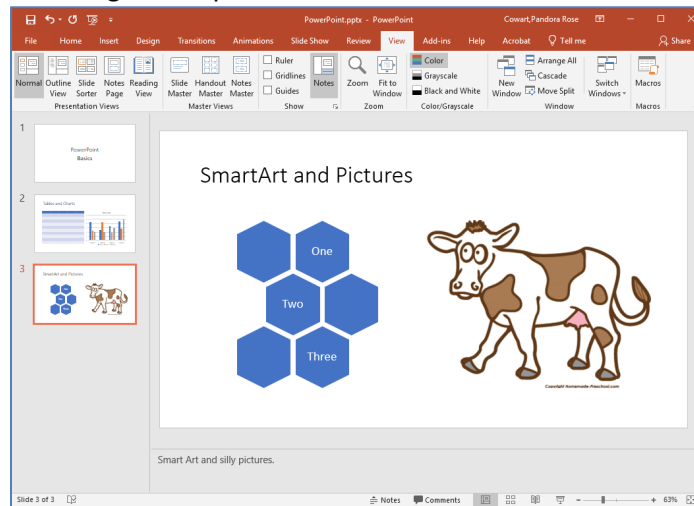 PowerPoint.pptx - PowerPoint
Cowart,Pandora Rose
File Home Insert Design Transitions Animations Slide Show Review View Add-ins Help Acrobat Tell me Share
Normal Outline View Slide Sorter Notes Page Reading View
Presentation Views
Slide Master Handout Master Notes Master
Master Views
Ruler
Gridlines
Guides
Notes
Show
Zoom Fit to Window
Zoom
Color
Grayscale
Black and White
Color/Grayscale
New Window
Arrange All
Cascade
Move Split
Switch Windows
Window
Macros
Macros
1
PowerPoint
Basics
2
Tables and Charts
3
SmartArt and Pictures
SmartArt and Pictures
One
Two
Three
Copyright Homemade-Preschool.com
Smart Art and silly pictures.
Slide 3 of 3
Notes Comments
63%